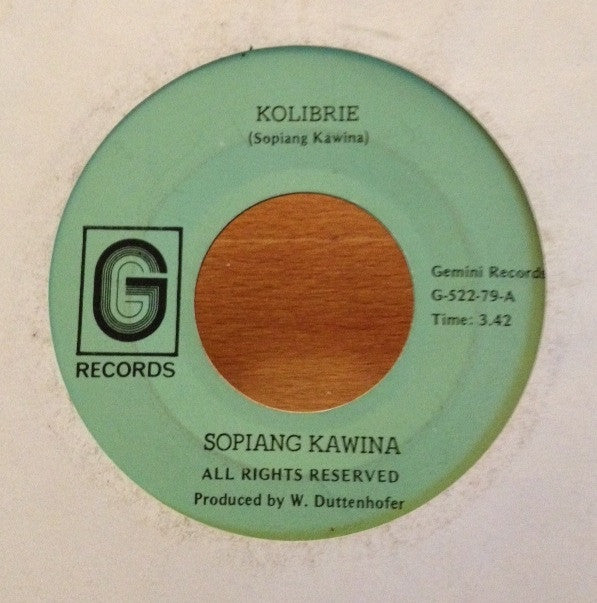 KOLIBRIE
(Sopiang Kawina)
G
RECORDS
Gemini Records
G-522-79-A
Time: 3.42
SOPIANG KAWINA
ALL RIGHTS RESERVED
Produced by W. Duttenhofer